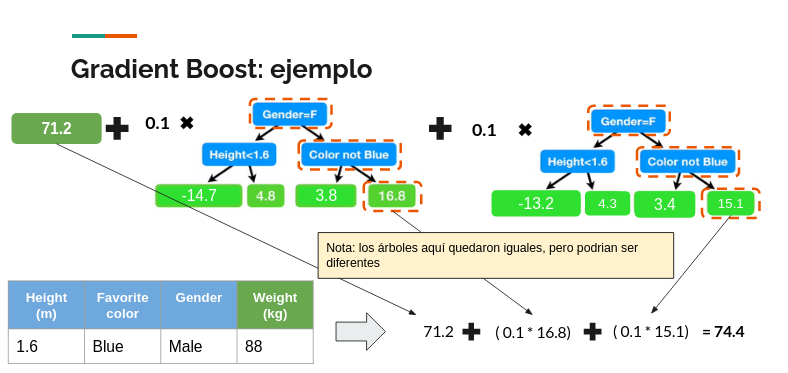 Gradient Boost: ejemplo
71.2 ✚ 0.1 ✖
Gender=F
Height<1.6 Color not Blue
-14.7 4.8 3.8 16.8
✚ 0.1 ✖
Gender=F
Height<1.6 Color not Blue
-13.2 4.3 3.4 15.1
Nota: los árboles aquí quedaron iguales, pero podrian ser
diferentes
Height Favorite Gender Weight
(m) color (kg)
1.6 Blue Male 88
71.2 ✚ ( 0.1 * 16.8) ✚ ( 0.1 * 15.1) = 74.4